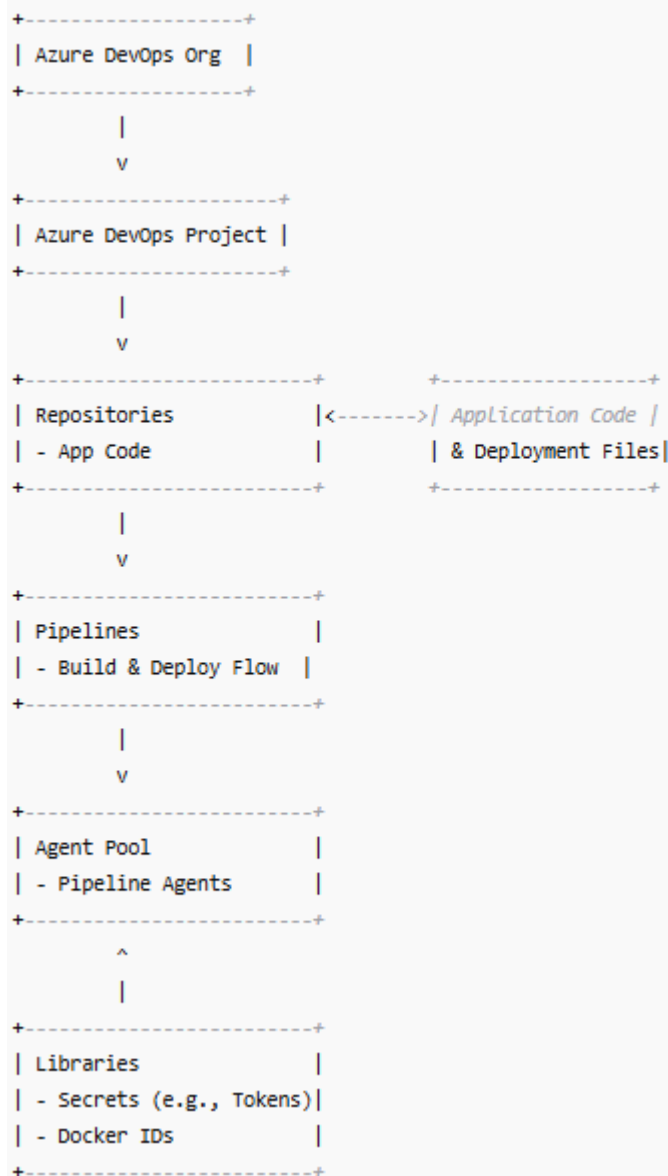 +-------------------+
| Azure DevOps Org  |
+-------------------+
         |
         v
+----------------------+
| Azure DevOps Project |
+----------------------+
         |
         v
+-------------------------+         +------------------+
| Repositories            |<------->| Application Code |
| - App Code              |         | & Deployment Files|
+-------------------------+         +------------------+
         |
         v
+-------------------------+
| Pipelines               |
| - Build & Deploy Flow  |
+-------------------------+
         |
         v
+-------------------------+
| Agent Pool              |
| - Pipeline Agents       |
+-------------------------+
         ^
         |
+-------------------------+
| Libraries               |
| - Secrets (e.g., Tokens)|
| - Docker IDs            |
+-------------------------+